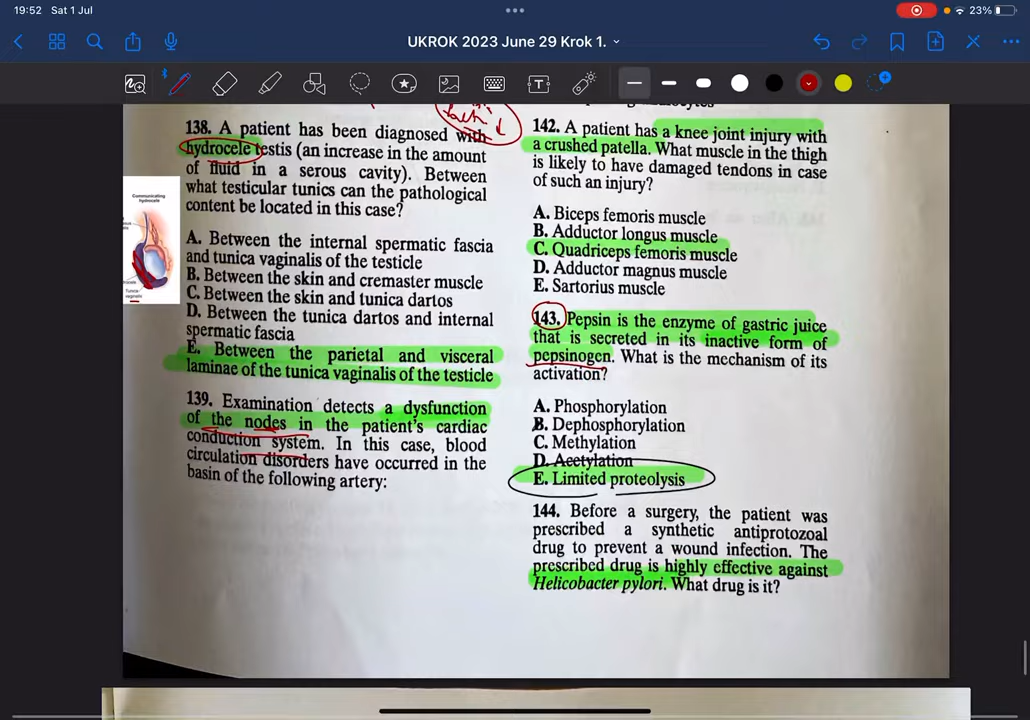 19:52 Sat 1 Jul
23%
UKROK 2023 June 29 Krok 1.
T
138. A patient has been diagnosed with
hydrocele testis (an increase in the amount
of fluid in a serous cavity). Between
what testicular tunics can the pathological
content be located in this case?
A. Between the internal spermatic fascia
and tunica vaginalis of the testicle
B. Between the skin and cremaster muscle
C. Between the skin and tunica dartos
D. Between the tunica dartos and internal
spermatic fascia
E. Between the parietal and visceral
laminae of the tunica vaginalis of the testicle
139. Examination detects a dysfunction
of the nodes in the patient's cardiac
conduction system. In this case, blood
circulation disorders have occurred in the
basin of the following artery:
Communicating
hydrocele
Tunica
vaginalis
142. A patient has a knee joint injury with
a crushed patella. What muscle in the thigh
is likely to have damaged tendons in case
of such an injury?
A. Biceps femoris muscle
B. Adductor longus muscle
C. Quadriceps femoris muscle
D. Adductor magnus muscle
E. Sartorius muscle
143. Pepsin is the enzyme of gastric juice
that is secreted in its inactive form of
pepsinogen. What is the mechanism of its
activation?
A. Phosphorylation
B. Dephosphorylation
C. Methylation
D. Acetylation
E. Limited proteolysis
144. Before a surgery, the patient was
prescribed a synthetic antiprotozoal
drug to prevent a wound infection. The
prescribed drug is highly effective against
Helicobacter pylori. What drug is it?